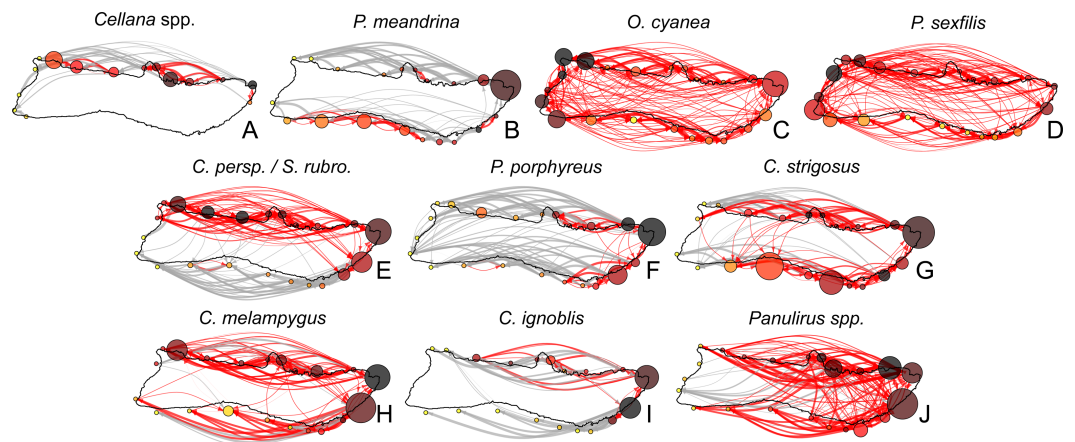 Cellana spp.
P. meandrina
O. cyanea
P. sexfilis
A
B
C
D
C. persp. / S. rubro.
P. porphyreus
C. strigosus
E
F
G
C. melampygus
C. ignoblis
Panulirus spp.
H
I
J